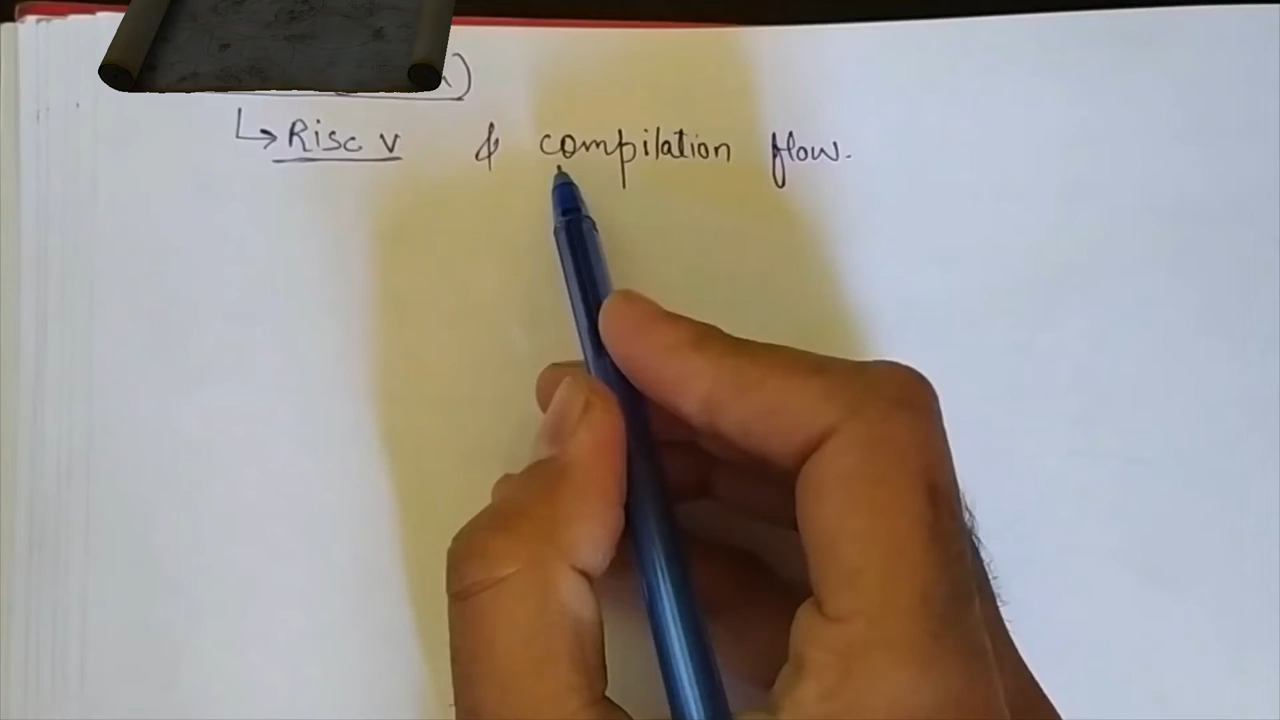 ↳ Risc v & compilation flow.